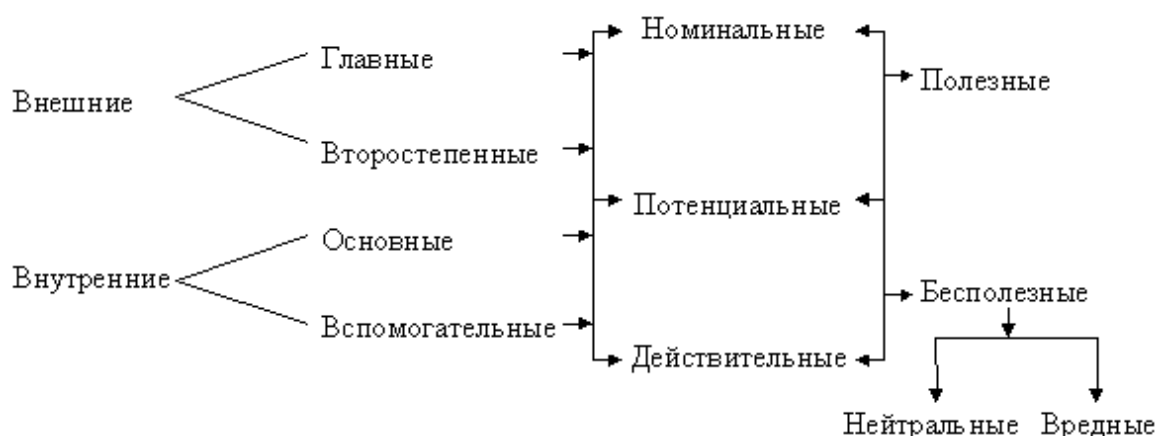 Внешние
Главные
Второстепенные
Внутренние
Основные
Вспомогательные
Номинальные
Потенциальные
Действительные
Полезные
Бесполезные
Нейтральные
Вредные